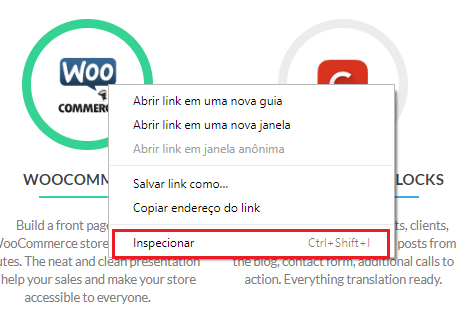 WOO
COMMERC
Abrir link em uma nova guia
Abrir link em uma nova janela
Abrir link em janela anônima
Salvar link como...
Copiar endereço do link
Inspecionar Ctrl+Shift+I
WOOCOMM
LOCKS
Build a front pag
WooCommerce store
utes. The neat and clean presentation
help your sales and make your store
accessible to everyone.
ts, clients,
posts from
the blog, contact form, additional calls to
action. Everything translation ready.